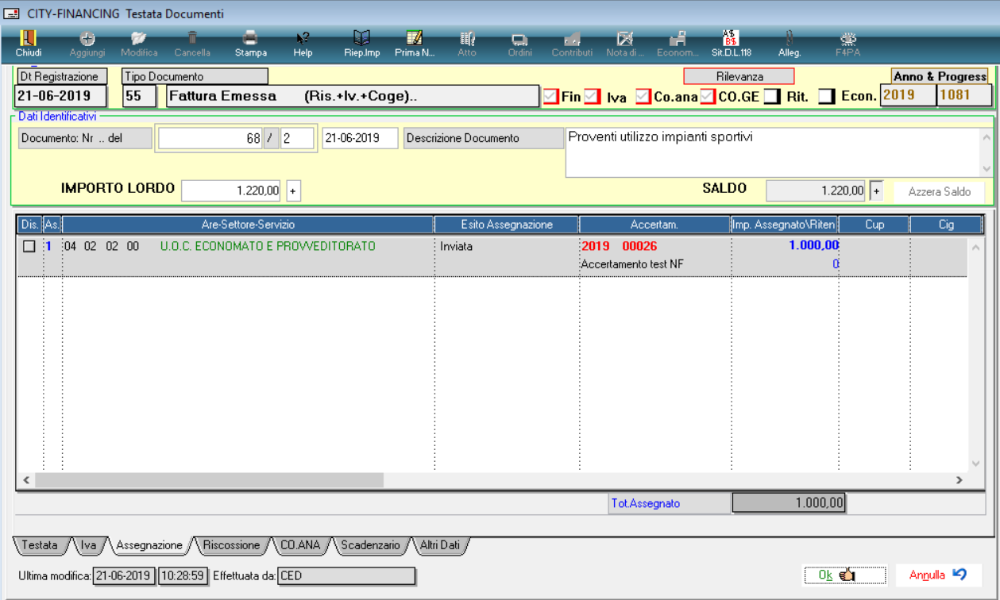 CITY-FINANCING Testata Documenti
Chiudi Aggiungi Modifica Cancella Stampa Help Riep.Imp Prima N... Atto Ordini Contributi Nota di ... Econom... Sit.D.L.118 Alleg. F4PA
Dt Registrazione Tipo Documento Rilevanza Anno & Progress
21-06-2019 55 Fattura Emessa (Ris.+Iv.+Coge).. Fin Iva Co.ana CO.GE Rit. Econ. 2019 1081
Dati Identificativi
Documento: Nr .. del 68 / 2 21-06-2019 Descrizione Documento Proventi utilizzo impianti sportivi
IMPORTO LORDO 1.220,00 + SALDO 1.220,00 + Azzera Saldo
Dis. As. Are-Settore-Servizio Esito Assegnazione Accertam. Imp. Assegnato\Riten Cup Cig
1 04 02 02 00 U.O.C. ECONOMATO E PROVVEDITORATO Inviata 2019 00026 1.000,00
Accertamento test NF 0
Tot.Assegnato 1.000,00
Testata Iva Assegnazione Riscossione CO.ANA Scadenzario Altri Dati
Ultima modifica: 21-06-2019 10:28:59 Effettuata da: CED Ok Annulla